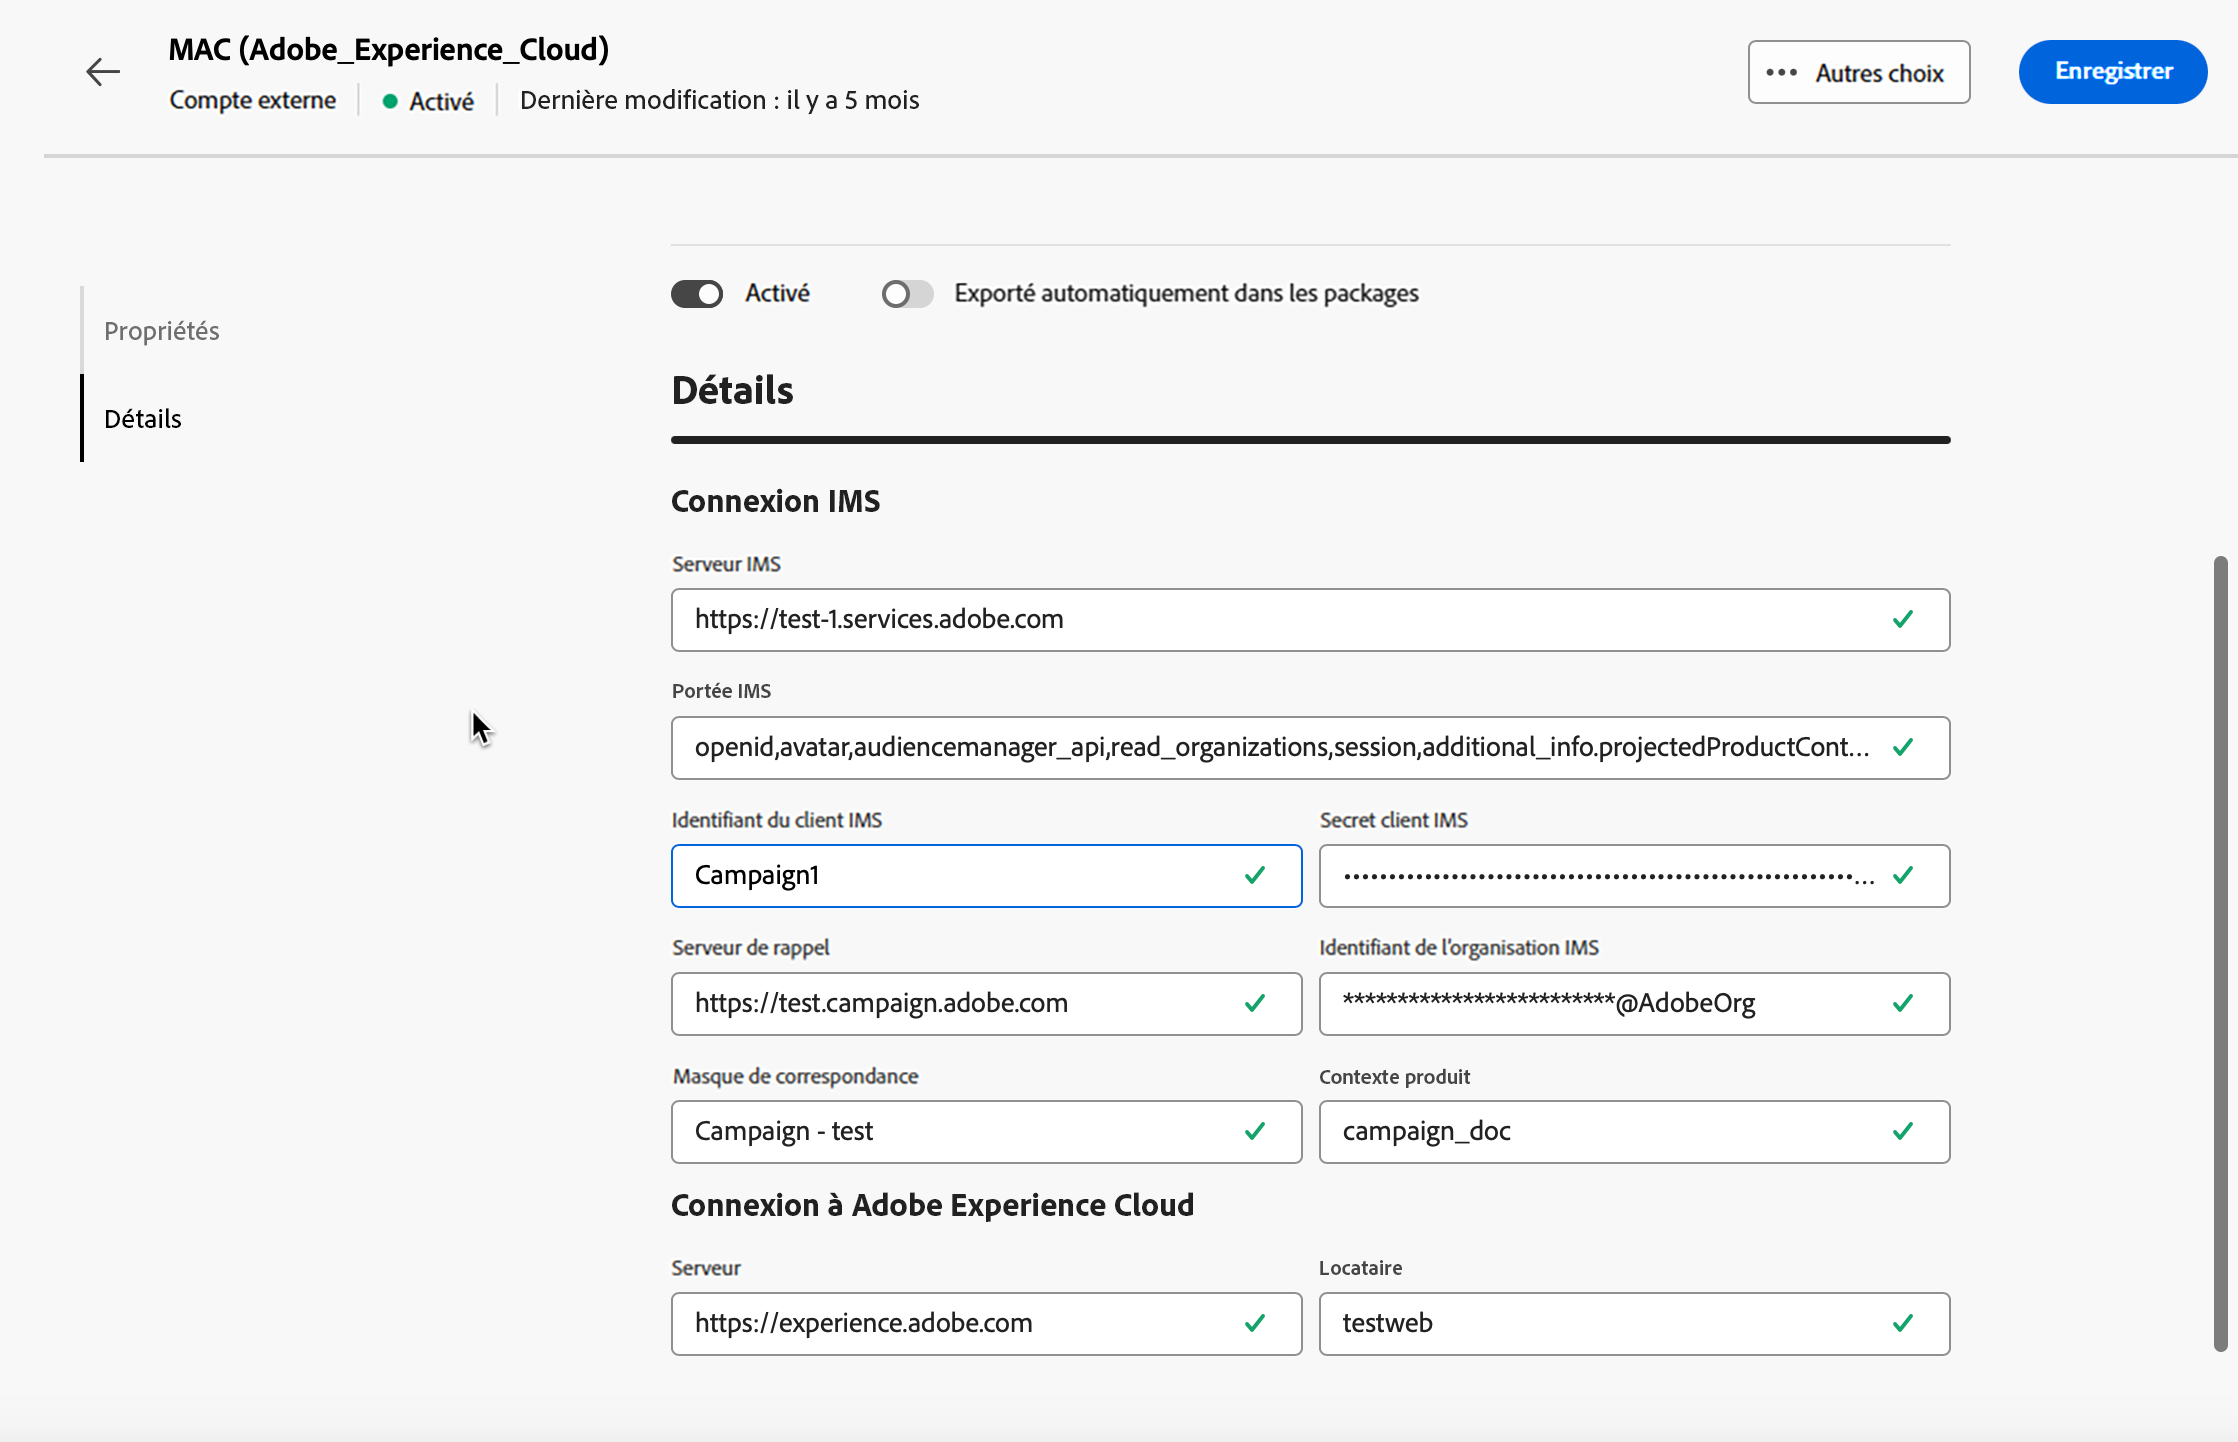 MAC (Adobe_Experience_Cloud)
Compte externe
Activé
Dernière modification : il y a 5 mois
Autres choix
Enregistrer
Propriétés
Détails
Activé
Exporté automatiquement dans les packages
Détails
Connexion IMS
Serveur IMS
https://test-1.services.adobe.com
Portée IMS
openid,avatar,audiencemanager_api,read_organizations,session,additional_info.projectedProductCont...
Identifiant du client IMS
Secret client IMS
Campaign1
Serveur de rappel
Identifiant de l'organisation IMS
https://test.campaign.adobe.com
*************************@AdobeOrg
Masque de correspondance
Contexte produit
Campaign - test
campaign_doc
Connexion à Adobe Experience Cloud
Serveur
Locataire
https://experience.adobe.com
testweb